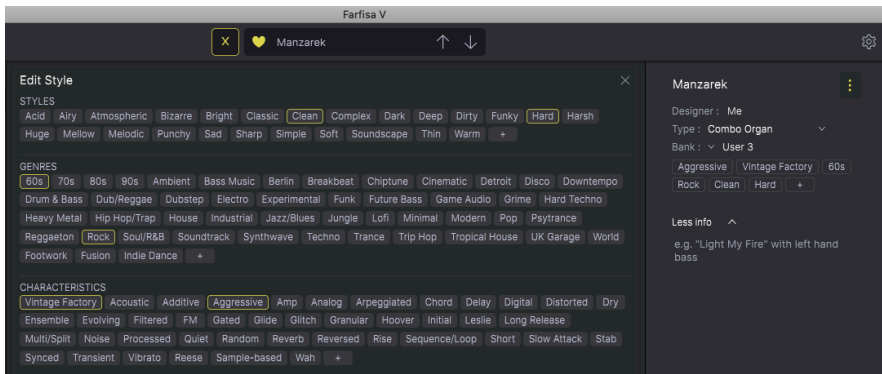 Farfisa V
X Manzarek
Edit Style
STYLES
Acid Airy Atmospheric Bizarre Bright Classic Clean Complex Dark Deep Dirty Funky Hard Harsh
Huge Mellow Melodic Punchy Sad Sharp Simple Soft Soundscape Thin Warm +
GENRES
60s 70s 80s 90s Ambient Bass Music Berlin Breakbeat Chiptune Cinematic Detroit Disco Downtempo
Drum & Bass Dub/Reggae Dubstep Electro Experimental Funk Future Bass Game Audio Grime Hard Techno
Heavy Metal Hip Hop/Trap House Industrial Jazz/Blues Jungle Lofi Minimal Modern Pop Psytrance
Reggaeton Rock Soul/R&B Soundtrack Synthwave Techno Trance Trip Hop Tropical House UK Garage World
Footwork Fusion Indie Dance +
CHARACTERISTICS
Vintage Factory Acoustic Additive Aggressive Amp Analog Arpeggiated Chord Delay Digital Distorted Dry
Ensemble Evolving Filtered FM Gated Glide Glitch Granular Hoover Initial Leslie Long Release
Multi/Split Noise Processed Quiet Random Reverb Reversed Rise Sequence/Loop Short Slow Attack Stab
Synced Transient Vibrato Reese Sample-based Wah +
Manzarek
Designer : Me
Type : Combo Organ
Bank : User 3
Aggressive Vintage Factory 60s
Rock Clean Hard +
Less info
e.g. "Light My Fire" with left hand
bass